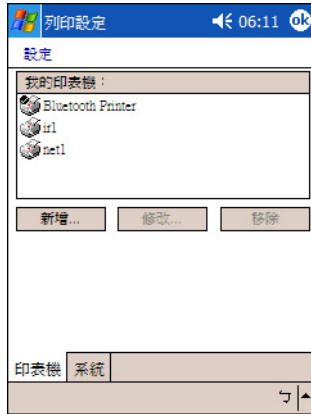 列印設定 06:11 ok
設定
我的印表機：
Bluetooth Printer
ir1
net1
新增... 修改... 移除
印表機 系統
ㄅ